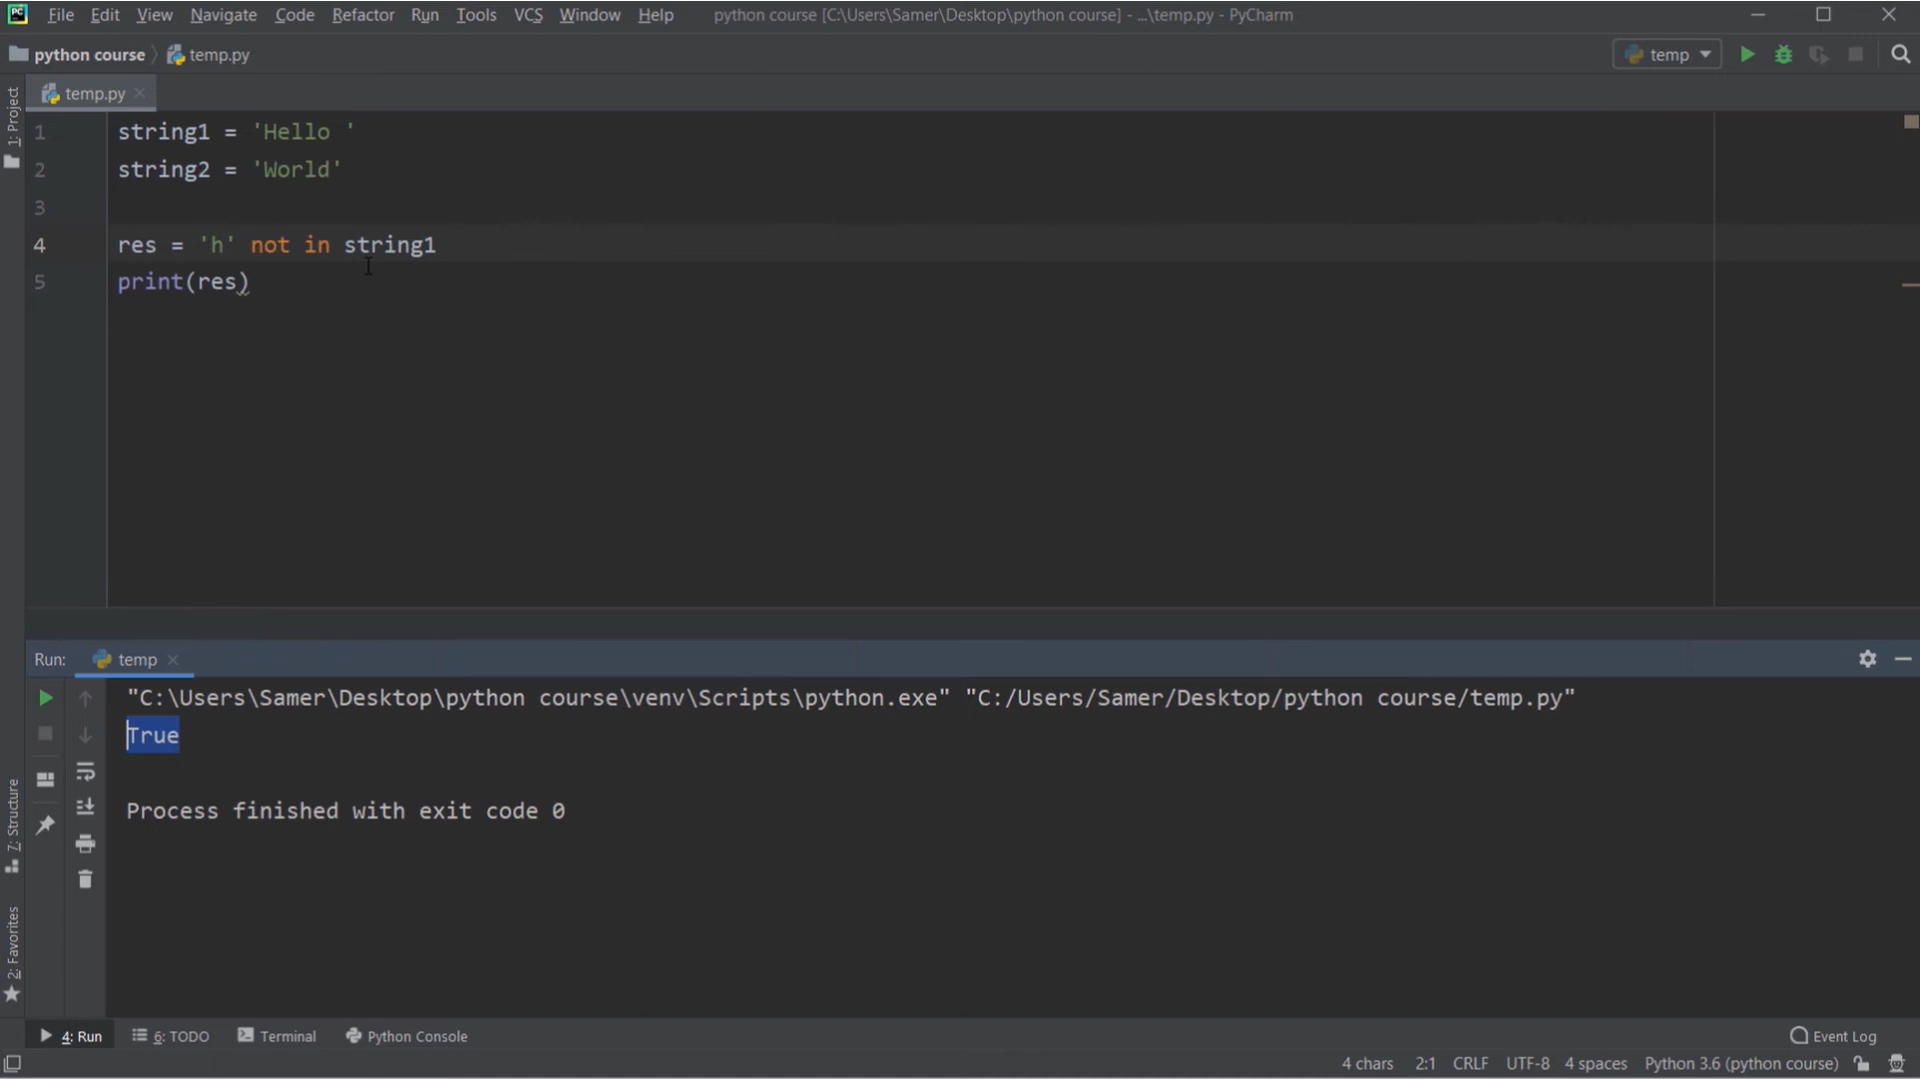 PC File Edit View Navigate Code Refactor Run Tools VCS Window Help python course [C:\Users\Samer\Desktop\python course] - ...\temp.py - PyCharm
python course temp.py temp
temp.py
1: Project
1 string1 = 'Hello '
2 string2 = 'World'
3
4 res = 'h' not in string1
5 print(res)
Run: temp
"C:\Users\Samer\Desktop\python course\venv\Scripts\python.exe" "C:/Users/Samer/Desktop/python course/temp.py"
True
Process finished with exit code 0
7: Structure
2: Favorites
4: Run 6: TODO Terminal Python Console Event Log
4 chars 2:1 CRLF UTF-8 4 spaces Python 3.6 (python course)